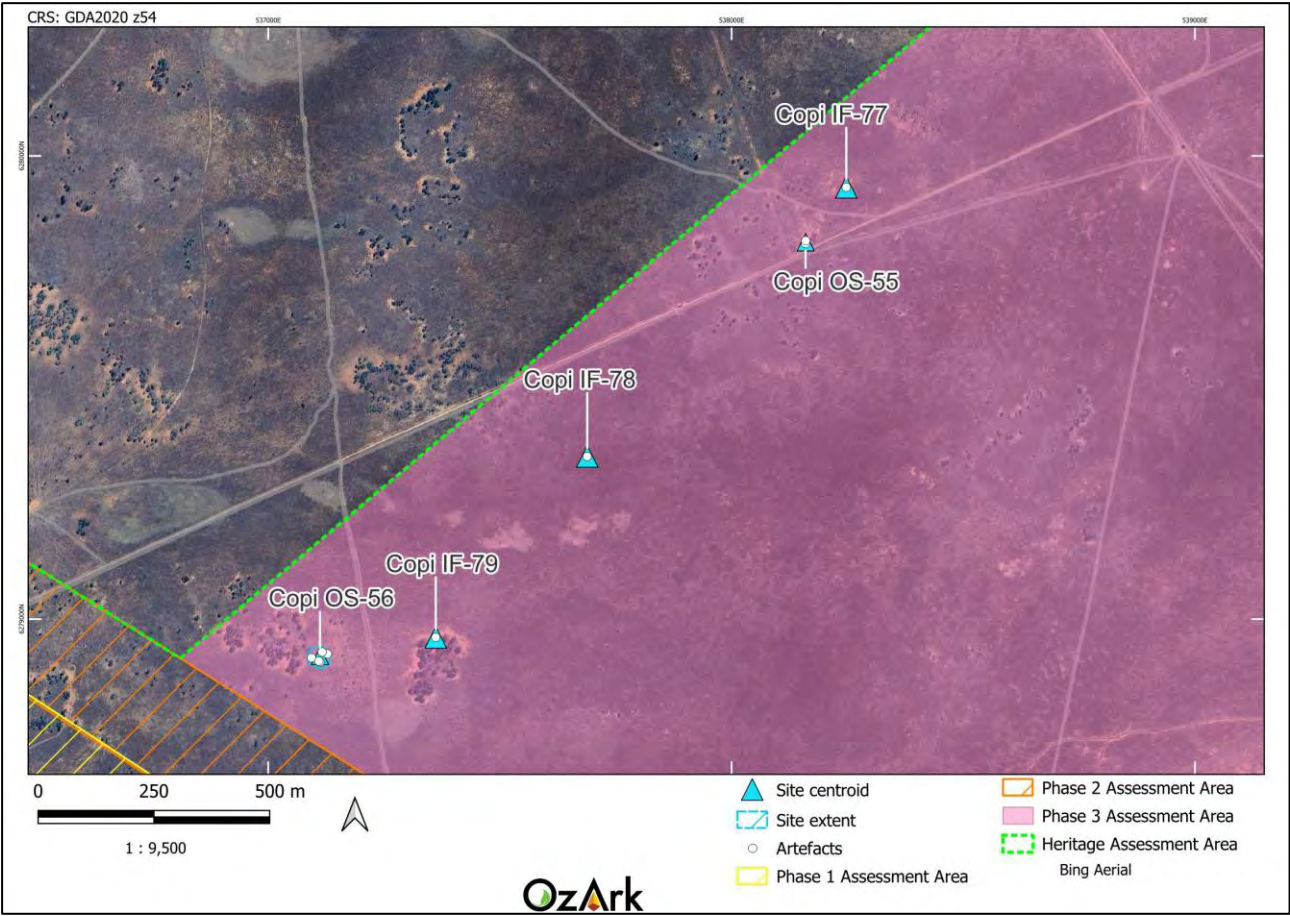 CRS: GDA2020 z54
537000E
538000E
539000E
6280000N
6279000N
Copi IF-77
Copi OS-55
Copi IF-78
Copi IF-79
Copi OS-56
0 250 500 m
1 : 9,500
Site centroid
Site extent
Artefacts
Phase 1 Assessment Area
Phase 2 Assessment Area
Phase 3 Assessment Area
Heritage Assessment Area
Bing Aerial
OzArk